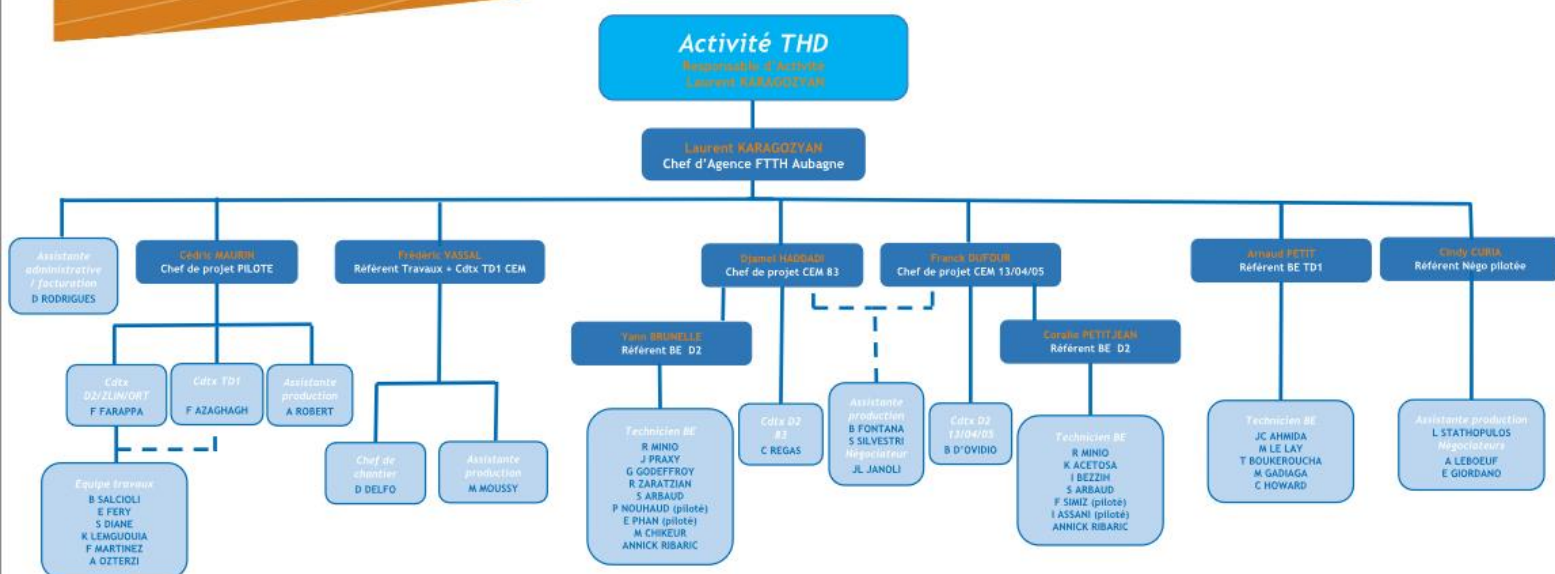 Activité THD
Responsable d'Activité
Laurent KARAGOZYAN
Laurent KARAGOZYAN
Chef d'Agence FTTH Aubagne
Assistante
administrative
/ facturation
D RODRIGUES
Cédric MAURIN
Chef de projet PILOTE
Frédéric VASSAL
Référent Travaux + Cdtx TD1 CEM
Djamel HADDADI
Chef de projet CEM 83
Franck DUFOUR
Chef de projet CEM 13/04/05
Arnaud PETIT
Référent BE TD1
Cindy CURIA
Référent Négo pilotée
Yann BRUNELLE
Référent BE D2
Coralie PETITJEAN
Référent BE D2
Cdtx
D2/ZLIN/ORT
F FARAPPA
Cdtx TD1
F AZAGHAGH
Assistante
production
A ROBERT
Equipe travaux
B SALCIOLI
E FERY
S DIANE
K LEMGUOUIA
F MARTINEZ
A OZTERZI
Chef de
chantier
D DELFO
Assistante
production
M MOUSSY
Technicien BE
R MINIO
J PRAXY
G GODEFFROY
R ZARATZIAN
S ARBAUD
P NOUHAUD (piloté)
E PHAN (piloté)
M CHIKEUR
ANNICK RIBARIC
Cdtx D2
83
C REGAS
Assistante
production
B FONTANA
S SILVESTRI
Négociateur
JL JANOLI
Cdtx D2
13/04/05
B D'OVIDIO
Technicien BE
R MINIO
K ACETOSA
I BEZZIH
S ARBAUD
F SIMIZ (piloté)
I ASSANI (piloté)
ANNICK RIBARIC
Technicien BE
JC AHMIDA
M LE LAY
T BOUKEROUCHA
M GADIAGA
C HOWARD
Assistante production
L STATHOPULOS
Négociateurs
A LEBOEUF
E GIORDANO